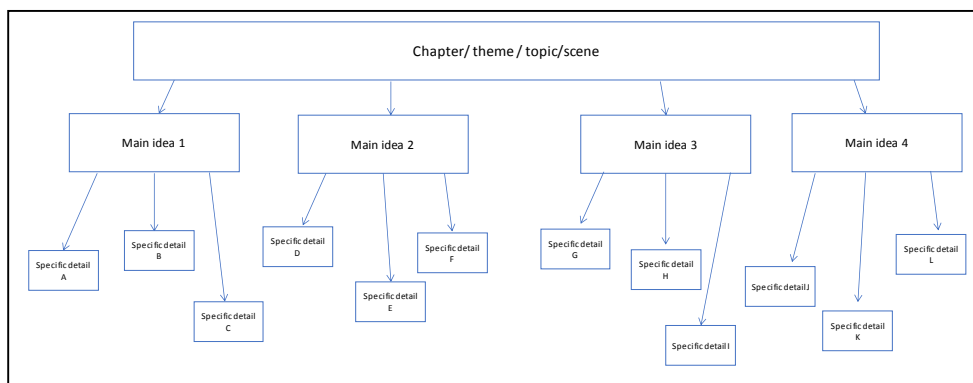 Chapter/ theme / topic/scene
Main idea 1
Main idea 2
Main idea 3
Main idea 4
Specific detail
A
Specific detail
B
Specific detail
C
Specific detail
D
Specific detail
E
Specific detail
F
Specific detail
G
Specific detail
H
Specific detail I
Specific detail J
Specific detail
K
Specific detail
L